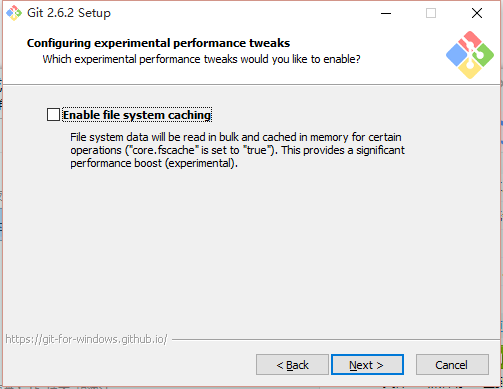 Git 2.6.2 Setup
Configuring experimental performance tweaks
Which experimental performance tweaks would you like to enable?
Enable file system caching
File system data will be read in bulk and cached in memory for certain
operations ("core.fscache" is set to "true"). This provides a significant
performance boost (experimental).
https://git-for-windows.github.io/
< Back
Next >
Cancel